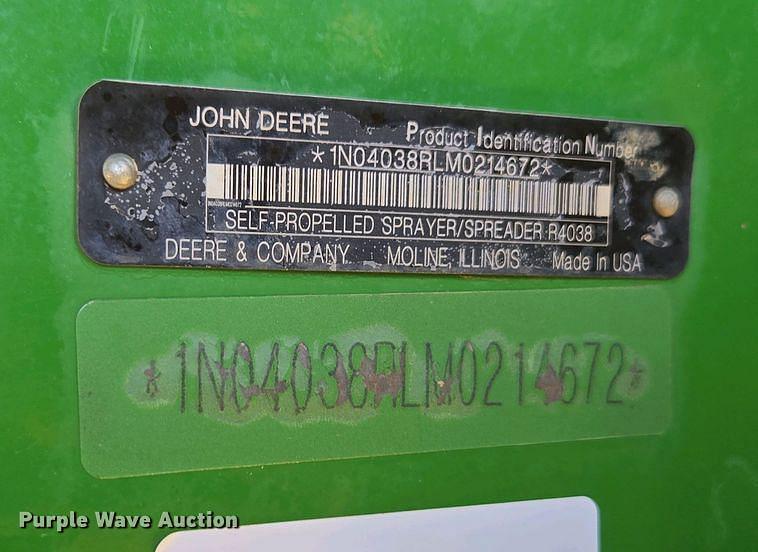 JOHN DEERE Product Identification Number
*1N04038RLM0214672*
SELF-PROPELLED SPRAYER/SPREADER R4038
DEERE & COMPANY MOLINE, ILLINOIS Made In USA
*1N04038RLM0214672*
Purple Wave Auction